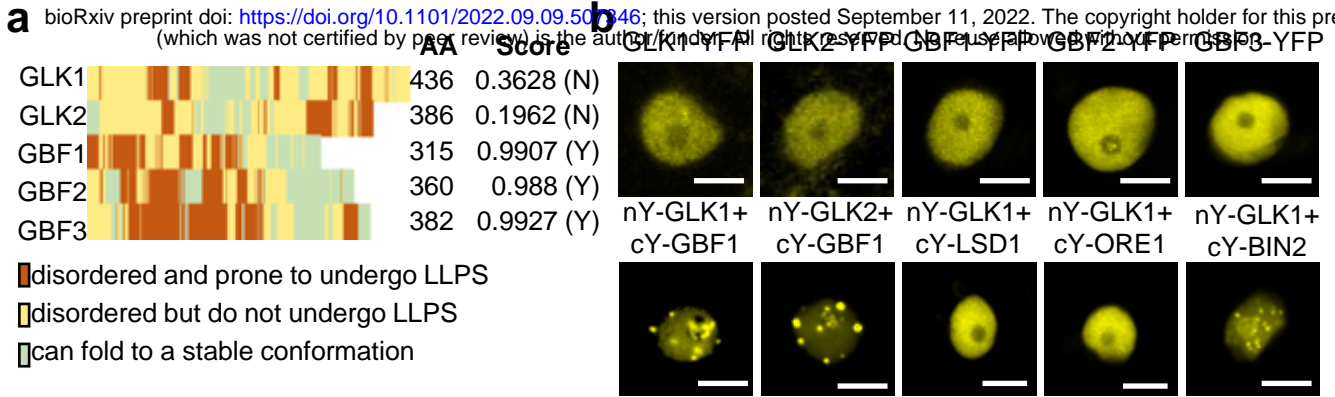 a bioRxiv preprint doi: https://doi.org/10.1101/2022.09.09.507346; this version posted September 11, 2022. The copyright holder for this pre
(which was not certified by peer review) is the author/funder. All rights reserved. No reuse allowed without permission.
b
AA Score
GLK1-YFP GLK2-YFP GBF1-YFP GBF2-YFP GBF3-YFP
GLK1 436 0.3628 (N)
GLK2 386 0.1962 (N)
GBF1 315 0.9907 (Y)
GBF2 360 0.988 (Y)
GBF3 382 0.9927 (Y)
disordered and prone to undergo LLPS
disordered but do not undergo LLPS
can fold to a stable conformation
nY-GLK1+ nY-GLK2+ nY-GLK1+ nY-GLK1+ nY-GLK1+
cY-GBF1 cY-GBF1 cY-LSD1 cY-ORE1 cY-BIN2